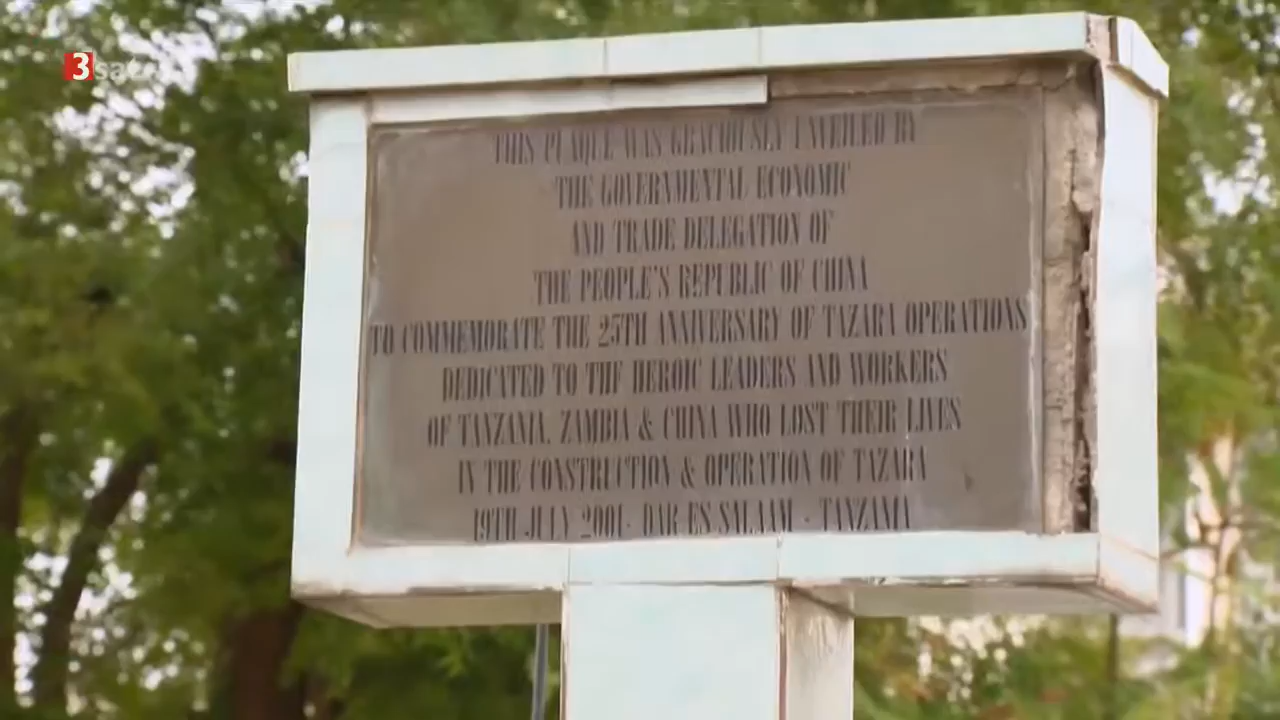 3sat
THIS PLAQUE WAS GRACIOUSLY UNVEILED BY
THE GOVERNMENTAL ECONOMIC
AND TRADE DELEGATION OF
THE PEOPLE'S REPUBLIC OF CHINA
TO COMMEMORATE THE 25TH ANNIVERSARY OF TAZARA OPERATIONS
DEDICATED TO THE HEROIC LEADERS AND WORKERS
OF TANZANIA, ZAMBIA & CHINA WHO LOST THEIR LIVES
IN THE CONSTRUCTION & OPERATION OF TAZARA
19TH JULY 2001 · DAR ES SALAAM · TANZANIA